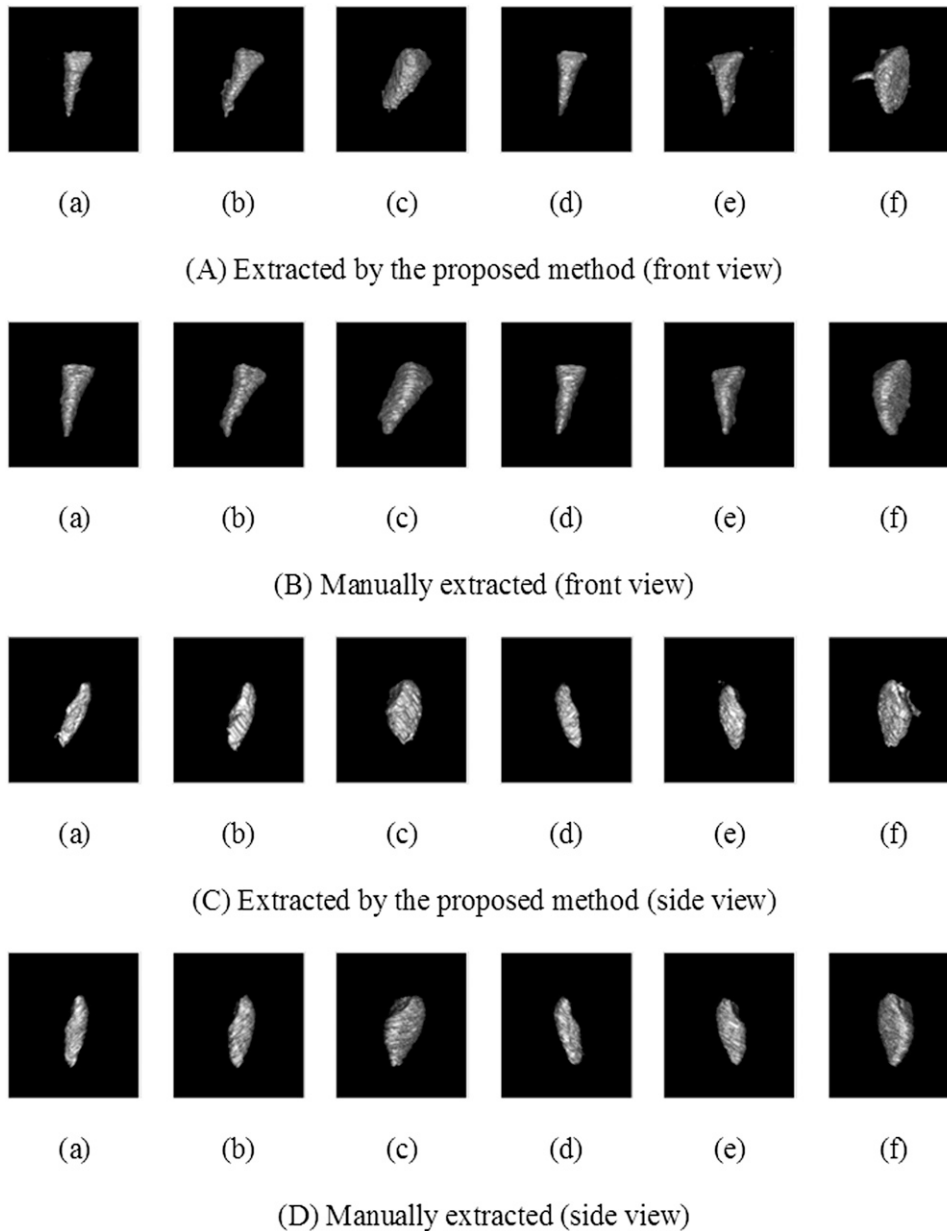 (a) (b) (c) (d) (e) (f)
(A) Extracted by the proposed method (front view)
(a) (b) (c) (d) (e) (f)
(B) Manually extracted (front view)
(a) (b) (c) (d) (e) (f)
(C) Extracted by the proposed method (side view)
(a) (b) (c) (d) (e) (f)
(D) Manually extracted (side view)